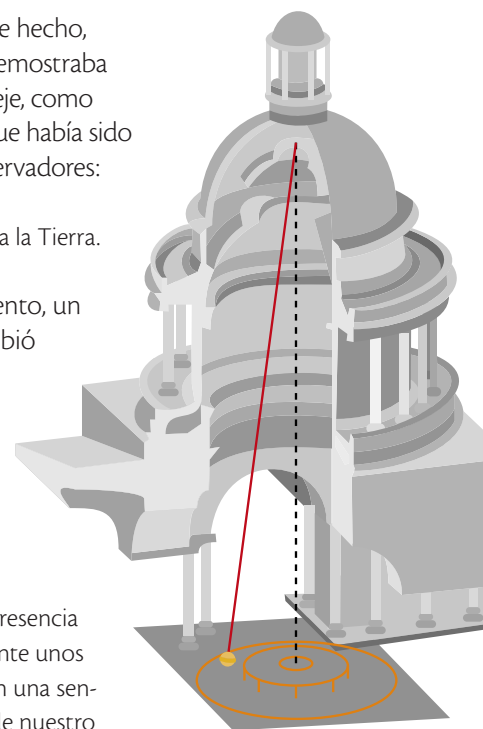 e hecho,
emostraba
eje, como
ue había sido
ervadores:
a la Tierra.
ento, un
bió
resencia
nte unos
n una sen-
de nuestro